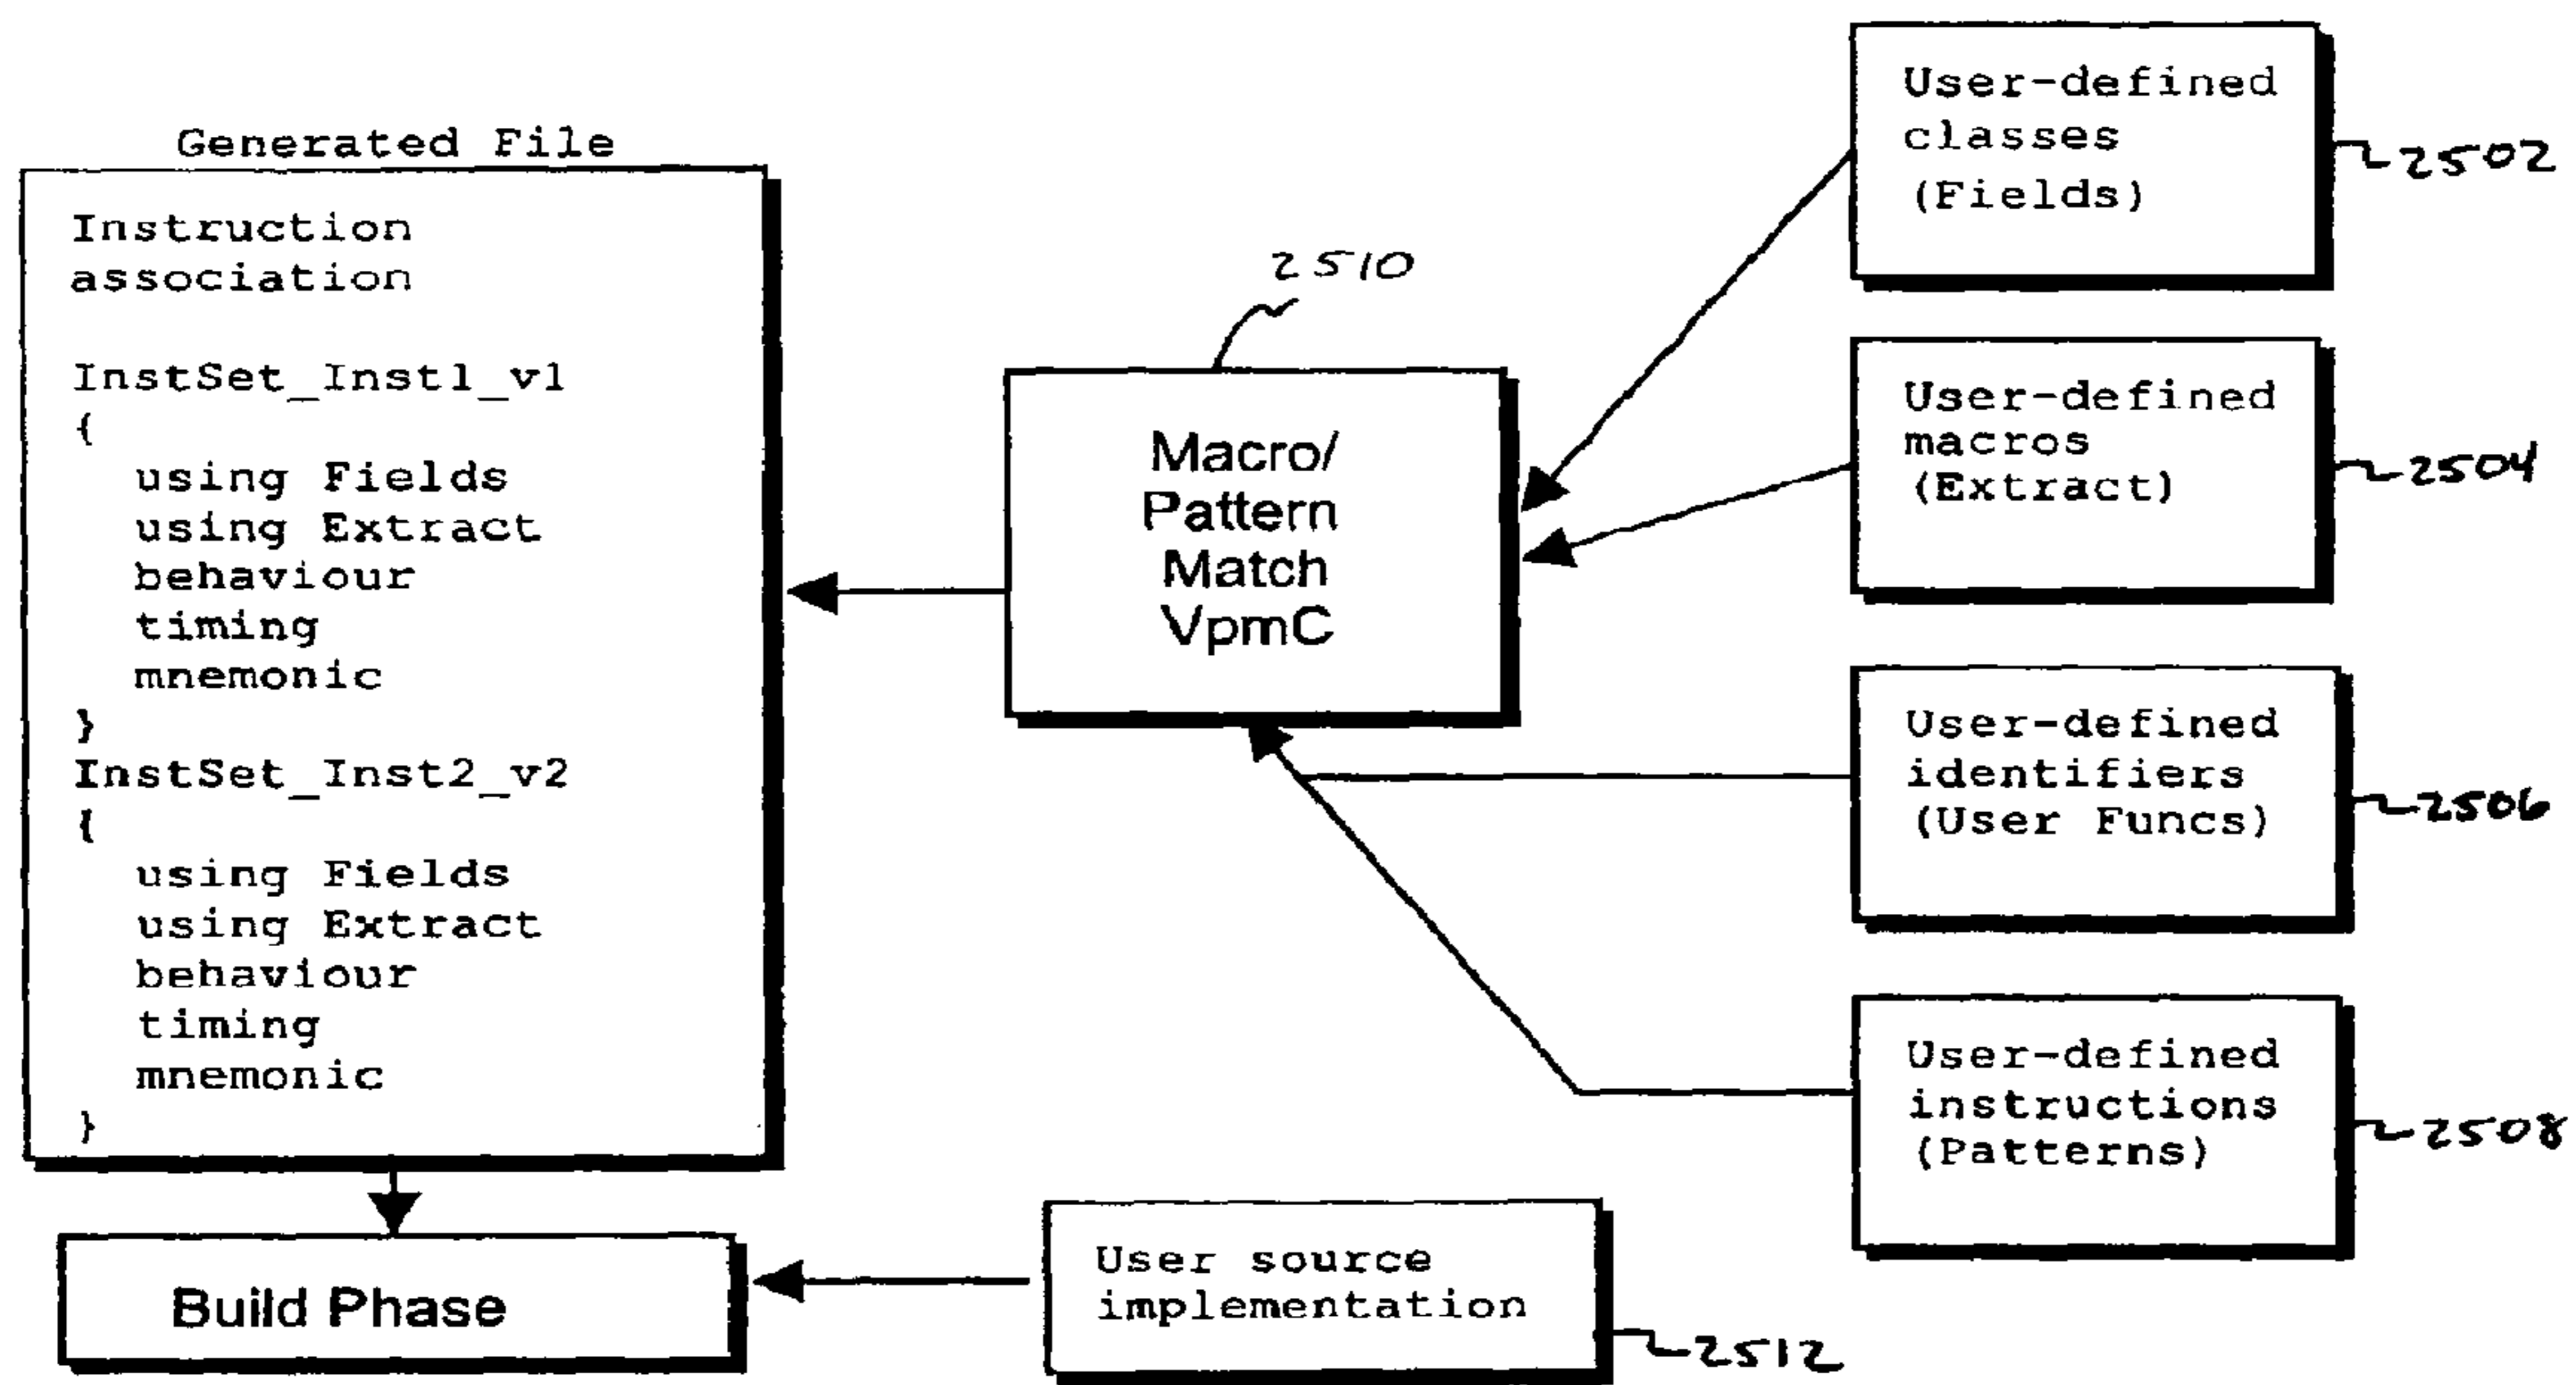 Generated File
Instruction
association
InstSet_Inst1_v1
{
using Fields
using Extract
behaviour
timing
mnemonic
}
InstSet_Inst2_v2
{
using Fields
using Extract
behaviour
timing
mnemonic
}
Build Phase
2510
Macro/
Pattern
Match
VpmC
User-defined
classes
(Fields)
2502
User-defined
macros
(Extract)
2504
User-defined
identifiers
(User Funcs)
2506
User-defined
instructions
(Patterns)
2508
User source
implementation
2512